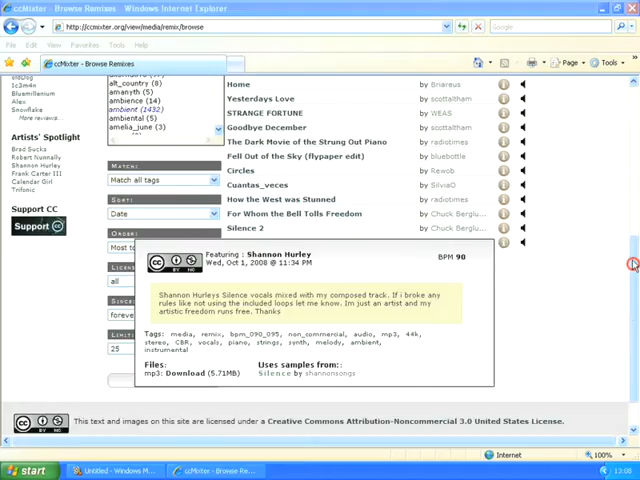 ccMixter - Browse Remixes - Windows Internet Explorer
http://ccmixter.org/view/media/remix/browse
Google
File Edit View Favorites Tools Help
ccMixter - Browse Remixes
Page Tools
lc3m4n
Bluemillenium
Alex
Snowflake
More reviews...
Artists' Spotlight
Brad Sucks
Robert Nunnally
Shannon Hurley
Frank Carter III
Calendar Girl
Trifonic
Support CC
Support CC
alt_country (8)
amanyth (5)
ambience (14)
ambient (1432)
ambiental (5)
amelia_june (3)
MATCH:
Match all tags
SORT:
Date
ORDER:
Most to
LICENS
all
SINCE:
foreve
LIMIT:
25
Home by Briareus
Yesterdays Love by scottaltham
STRANGE FORTUNE by WEAS
Goodbye December by scottaltham
The Dark Movie of the Strung Out Piano by radiotimes
Fell Out of the Sky (flypaper edit) by bluebottle
Circles by Rewob
Cuantas_veces by SilviaO
How the West was Stunned by radiotimes
For Whom the Bell Tolls Freedom by Chuck Berglu...
Silence 2 by Chuck Berglu...
Featuring : Shannon Hurley BPM 90
Wed, Oct 1, 2008 @ 11:34 PM
Shannon Hurleys Silence vocals mixed with my composed track. If i broke any
rules like not using the included loops let me know. Im just an artist and my
artistic freedom runs free. Thanks
Tags: media, remix, bpm_090_095, non_commercial, audio, mp3, 44k,
stereo, CBR, vocals, piano, strings, synth, melody, ambient,
instrumental
Files: Uses samples from::
mp3: Download (5.71MB) Silence by shannonsongs
This text and images on this site are licensed under a Creative Commons Attribution-Noncommercial 3.0 United States License.
Internet 100%
start Untitled - Windows M... ccMixter - Browse Re... 13:08